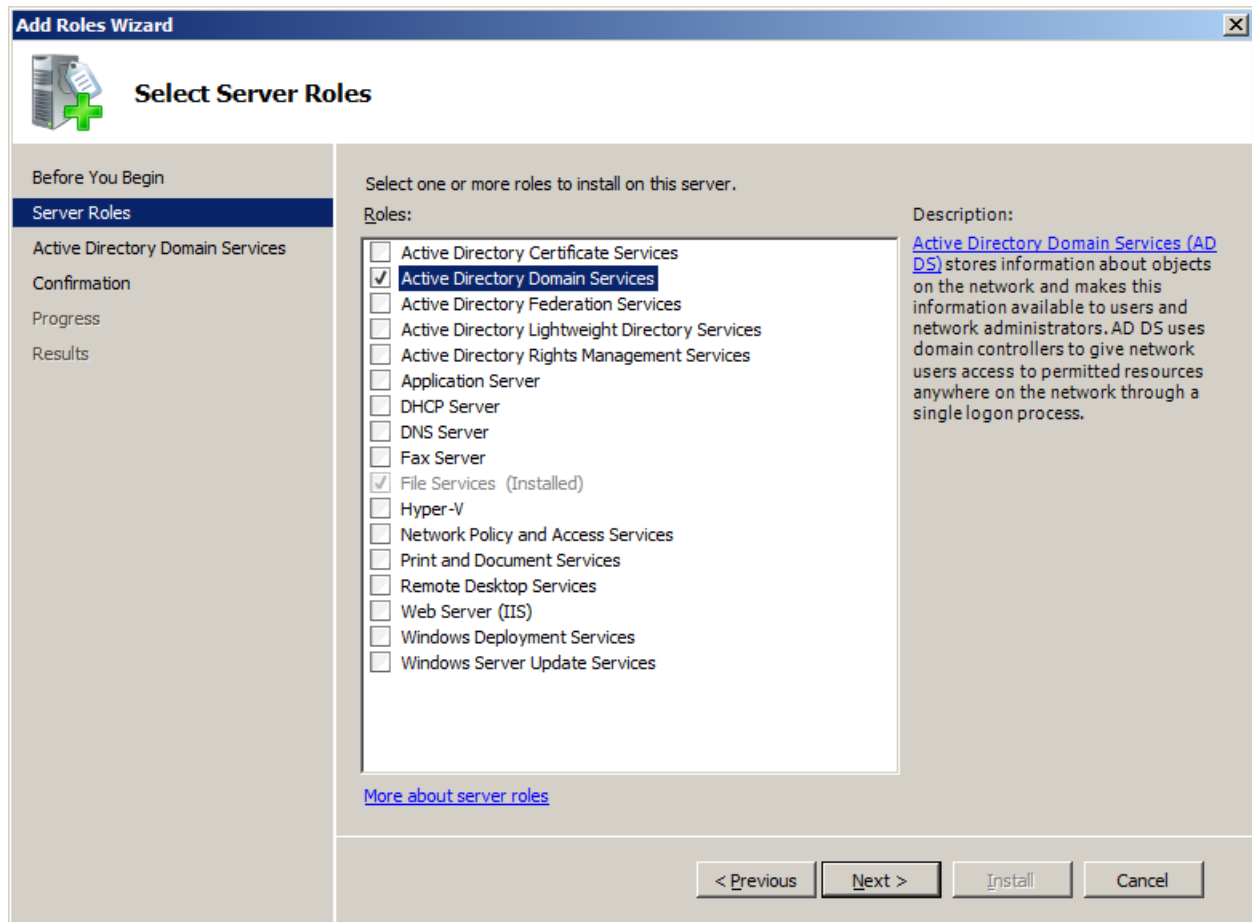 Add Roles Wizard
Select Server Roles
Before You Begin
Server Roles
Active Directory Domain Services
Confirmation
Progress
Results
Select one or more roles to install on this server.
Roles:
Active Directory Certificate Services
Active Directory Domain Services
Active Directory Federation Services
Active Directory Lightweight Directory Services
Active Directory Rights Management Services
Application Server
DHCP Server
DNS Server
Fax Server
File Services (Installed)
Hyper-V
Network Policy and Access Services
Print and Document Services
Remote Desktop Services
Web Server (IIS)
Windows Deployment Services
Windows Server Update Services
More about server roles
Description:
Active Directory Domain Services (AD
DS) stores information about objects
on the network and makes this
information available to users and
network administrators. AD DS uses
domain controllers to give network
users access to permitted resources
anywhere on the network through a
single logon process.
< Previous
Next >
Install
Cancel